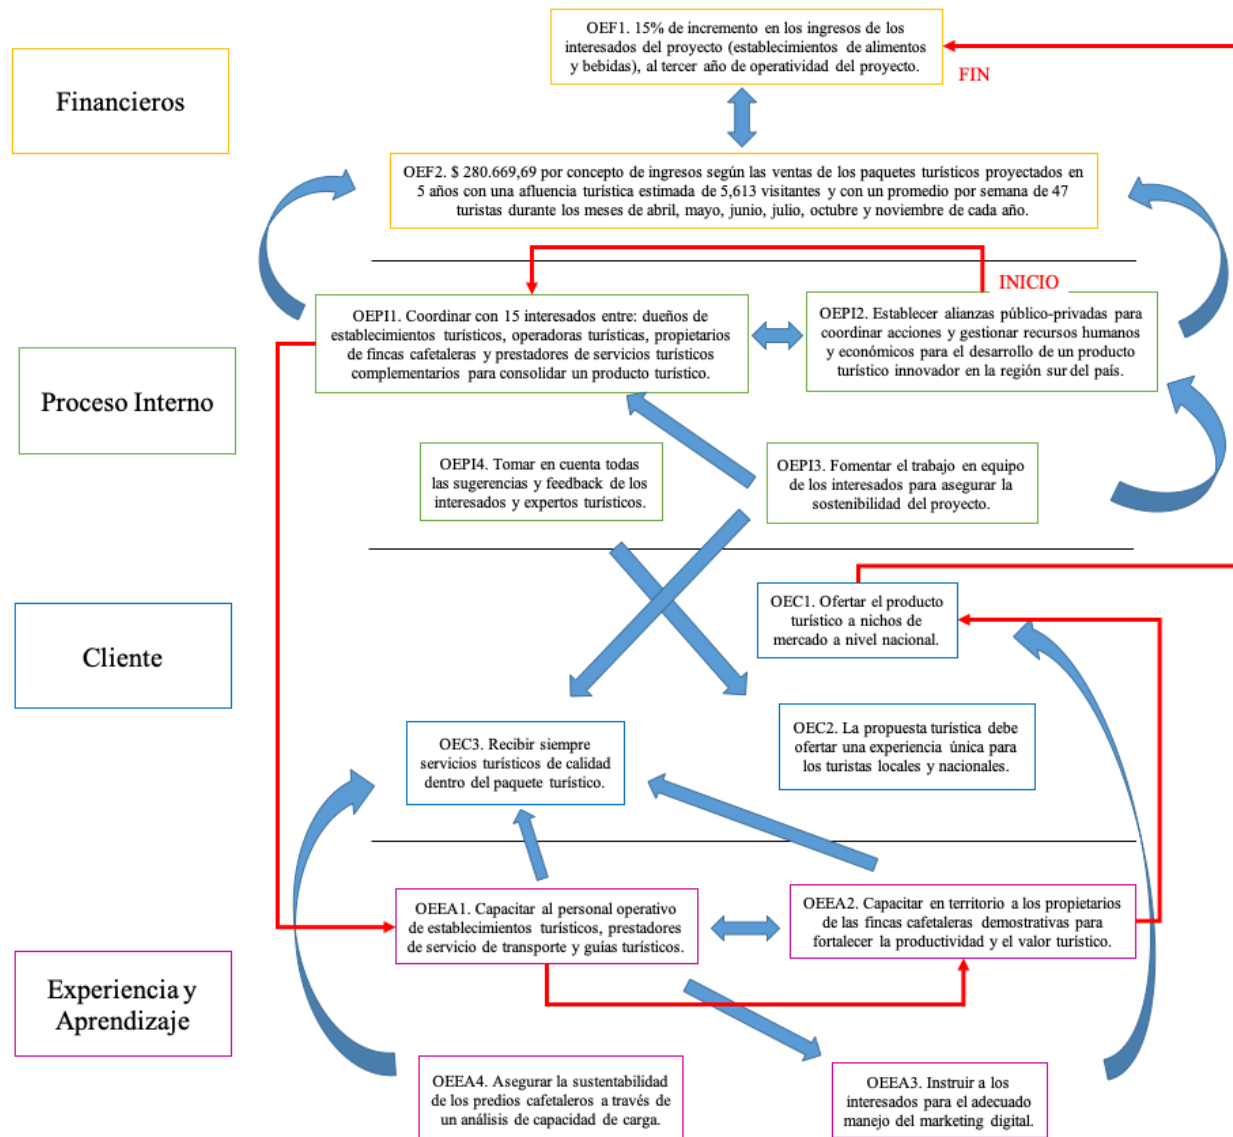 OEF1. 15% de incremento en los ingresos de los
interesados del proyecto (establecimientos de alimentos
y bebidas), al tercer año de operatividad del proyecto.
FIN
Financieros
OEF2. $ 280.669,69 por concepto de ingresos según las ventas de los paquetes turísticos proyectados en
5 años con una afluencia turística estimada de 5,613 visitantes y con un promedio por semana de 47
turistas durante los meses de abril, mayo, junio, julio, octubre y noviembre de cada año.
INICIO
OEPI1. Coordinar con 15 interesados entre: dueños de
establecimientos turísticos, operadoras turísticas, propietarios
de fincas cafetaleras y prestadores de servicios turísticos
complementarios para consolidar un producto turístico.
OEPI2. Establecer alianzas público-privadas para
coordinar acciones y gestionar recursos humanos
y económicos para el desarrollo de un producto
turístico innovador en la región sur del país.
Proceso Interno
OEPI4. Tomar en cuenta todas
las sugerencias y feedback de los
interesados y expertos turísticos.
OEPI3. Fomentar el trabajo en equipo
de los interesados para asegurar la
sostenibilidad del proyecto.
OEC1. Ofertar el producto
turístico a nichos de
mercado a nivel nacional.
Cliente
OEC3. Recibir siempre
servicios turísticos de calidad
dentro del paquete turístico.
OEC2. La propuesta turística debe
ofertar una experiencia única para
los turistas locales y nacionales.
OEEA1. Capacitar al personal operativo
de establecimientos turísticos, prestadores
de servicio de transporte y guías turísticos.
OEEA2. Capacitar en territorio a los propietarios
de las fincas cafetaleras demostrativas para
fortalecer la productividad y el valor turístico.
Experiencia y
Aprendizaje
OEEA4. Asegurar la sustentabilidad
de los predios cafetaleros a través de
un análisis de capacidad de carga.
OEEA3. Instruir a los
interesados para el adecuado
manejo del marketing digital.